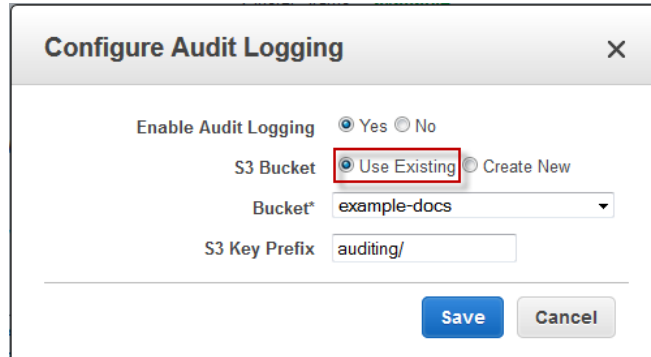 Configure Audit Logging
Enable Audit Logging Yes No
S3 Bucket Use Existing Create New
Bucket* example-docs
S3 Key Prefix auditing/
Save Cancel